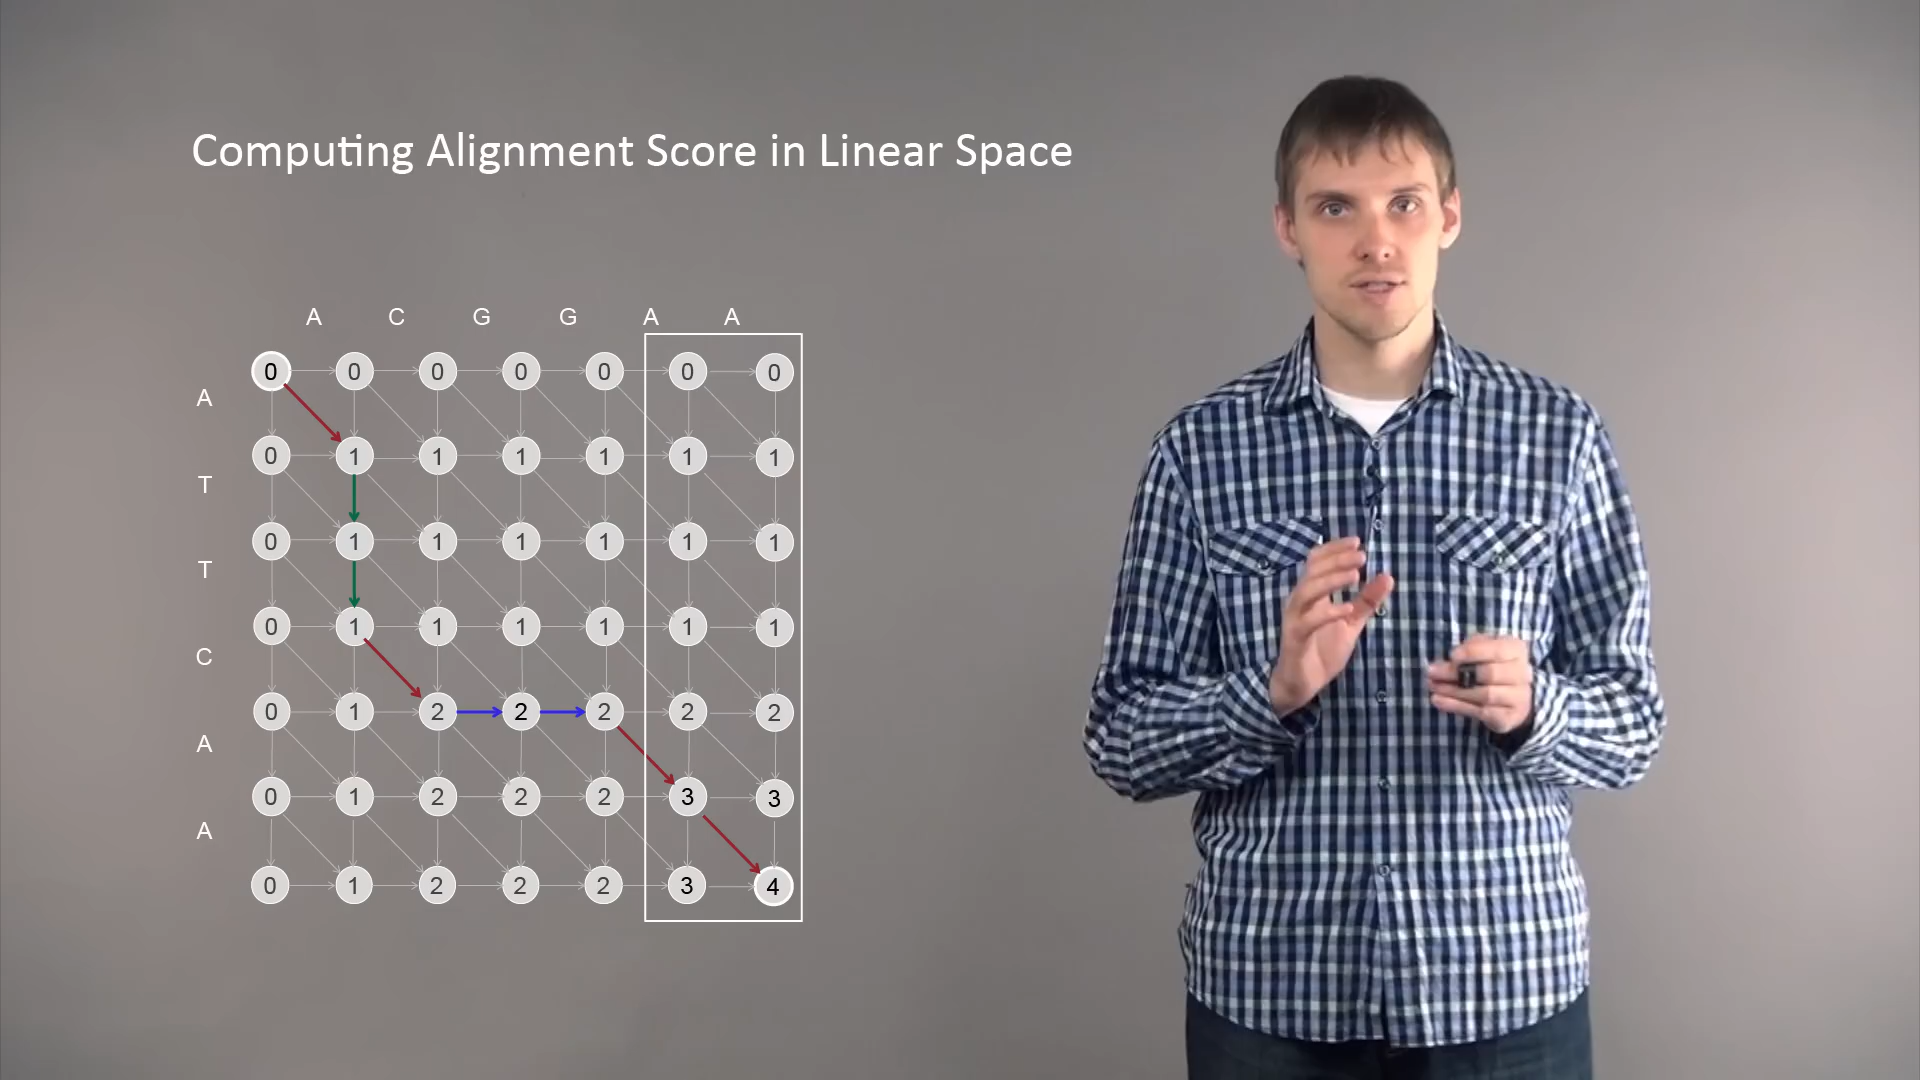 Computing Alignment Score in Linear Space
A C G G A A
0 0 0 0 0 0 0
A
0 1 1 1 1 1 1
T
0 1 1 1 1 1 1
T
0 1 1 1 1 1 1
C
0 1 2 2 2 2 2
A
0 1 2 2 2 3 3
A
0 1 2 2 2 3 4